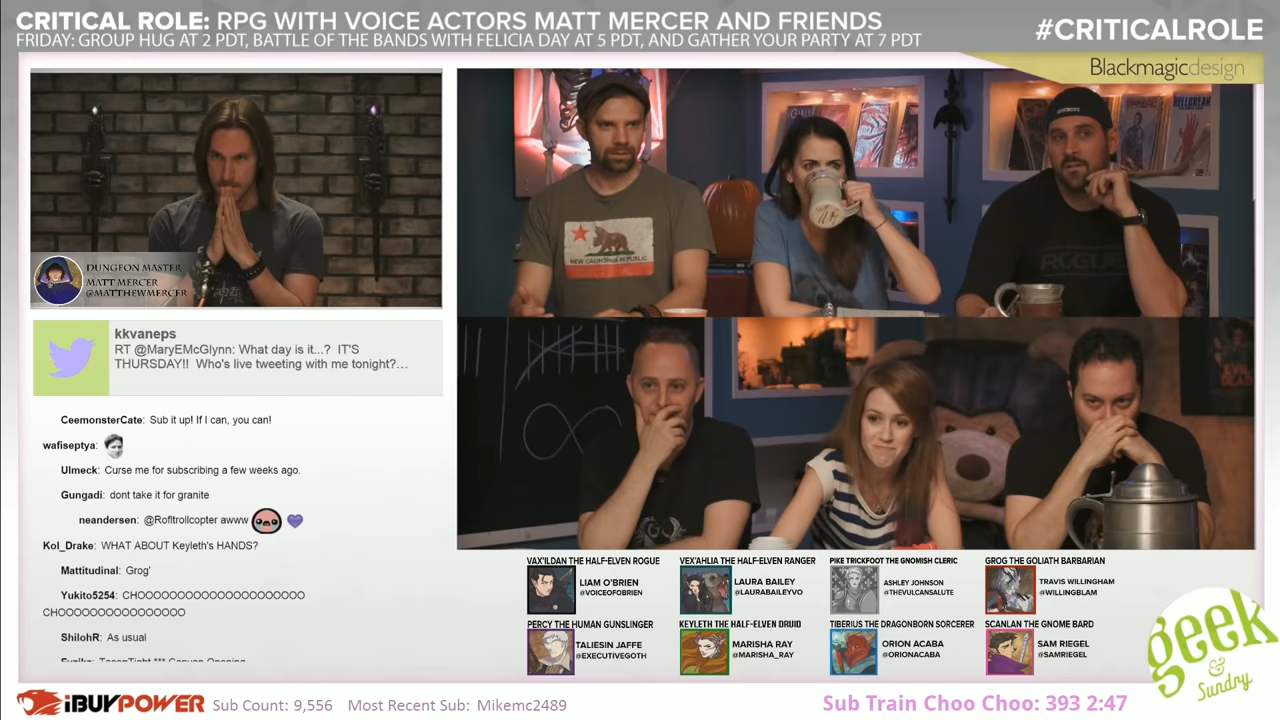 CRITICAL ROLE: RPG WITH VOICE ACTORS MATT MERCER AND FRIENDS
FRIDAY: GROUP HUG AT 2 PDT, BATTLE OF THE BANDS WITH FELICIA DAY AT 5 PDT, AND GATHER YOUR PARTY AT 7 PDT
#CRITICALROLE
Blackmagicdesign
DUNGEON MASTER
MATT MERCER
@MATTHEWMERCER
NEW CALIFORNIA REPUBLIC
HELLBREAK
EVIL
DEAD
kkvaneps
RT @MaryEMcGlynn: What day is it...? IT'S
THURSDAY!! Who's live tweeting with me tonight?…
CeemonsterCate: Sub it up! If I can, you can!
wafiseptya:
Ulmeck: Curse me for subscribing a few weeks ago.
Gungadi: dont take it for granite
neandersen: @Rofltrollcopter awww
Kol_Drake: WHAT ABOUT Keyleth's HANDS?
Mattitudinal: Grog'
Yukito5254: CHOOOOOOOOOOOOOOOOOOOOO
CHOOOOOOOOOOOOOOOO
ShilohR: As usual
VAX'ILDAN THE HALF-ELVEN ROGUE
LIAM O'BRIEN
@VOICEOFOBRIEN
VEX'AHLIA THE HALF-ELVEN RANGER
LAURA BAILEY
@LAURABAILEYVO
PIKE TRICKFOOT THE GNOMISH CLERIC
ASHLEY JOHNSON
@THEVULCANSALUTE
GROG THE GOLIATH BARBARIAN
TRAVIS WILLINGHAM
@WILLINGBLAM
PERCY THE HUMAN GUNSLINGER
TALIESIN JAFFE
@EXECUTIVEGOTH
KEYLETH THE HALF-ELVEN DRUID
MARISHA RAY
@MARISHA_RAY
TIBERIUS THE DRAGONBORN SORCERER
ORION ACABA
@ORIONACABA
SCANLAN THE GNOME BARD
SAM RIEGEL
@SAMRIEGEL
geek
&
Sundry
iBUYPOWER
Sub Count: 9,556 Most Recent Sub: Mikemc2489
Sub Train Choo Choo: 393 2:47